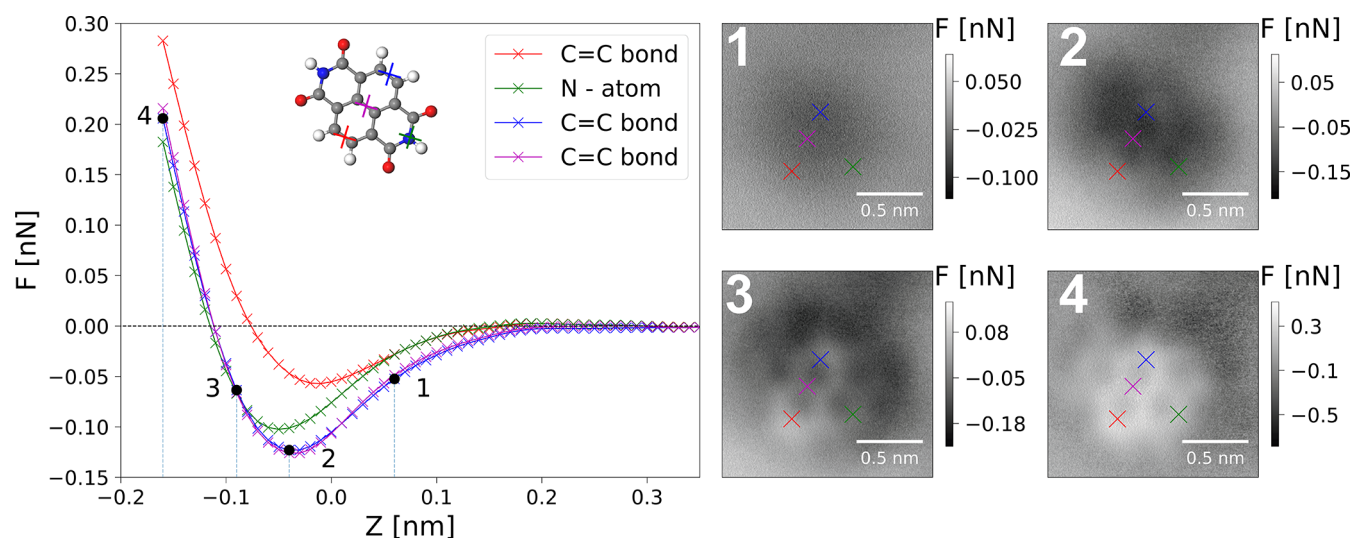 0.30
0.25
0.20
0.15
0.10
0.05
0.00
−0.05
−0.10
−0.15
F [nN]
−0.2
−0.1
0.0
0.1
0.2
0.3
Z [nm]
C=C bond
N - atom
C=C bond
C=C bond
4
3
2
1
1
F [nN]
0.050
−0.025
−0.100
0.5 nm
2
F [nN]
0.05
−0.05
−0.15
0.5 nm
3
F [nN]
0.08
−0.05
−0.18
0.5 nm
4
F [nN]
0.3
−0.1
−0.5
0.5 nm